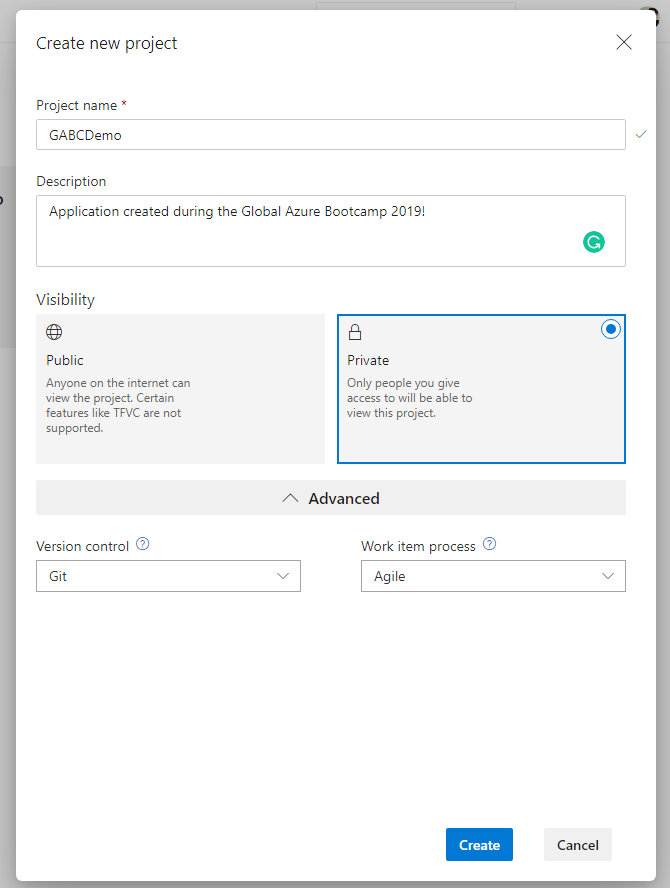 Create new project
Project name *
GABCDemo
Description
Application created during the Global Azure Bootcamp 2019!
Visibility
Public
Anyone on the internet can
view the project. Certain
features like TFVC are not
supported.
Private
Only people you give
access to will be able to
view this project.
Advanced
Version control ?
Work item process ?
Git
Agile
Create
Cancel